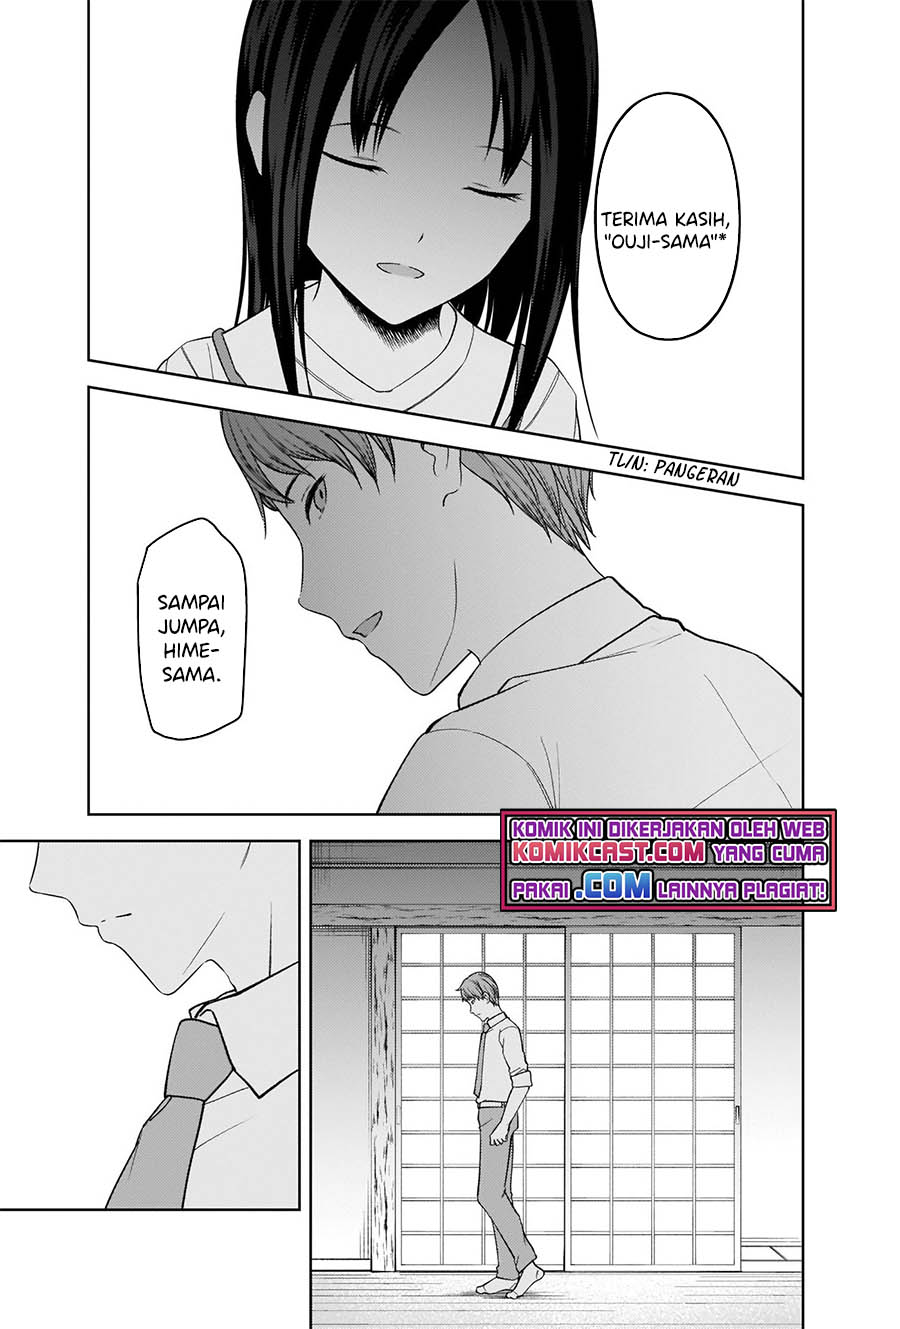 TERIMA KASIH,
"OUJI-SAMA"*
TL/N: PANGERAN
SAMPAI
JUMPA,
HIME-
SAMA.
KOMIK INI DIKERJAKAN OLEH WEB
KOMIKCAST.COM YANG CUMA
PAKAI .COM LAINNYA PLAGIAT!